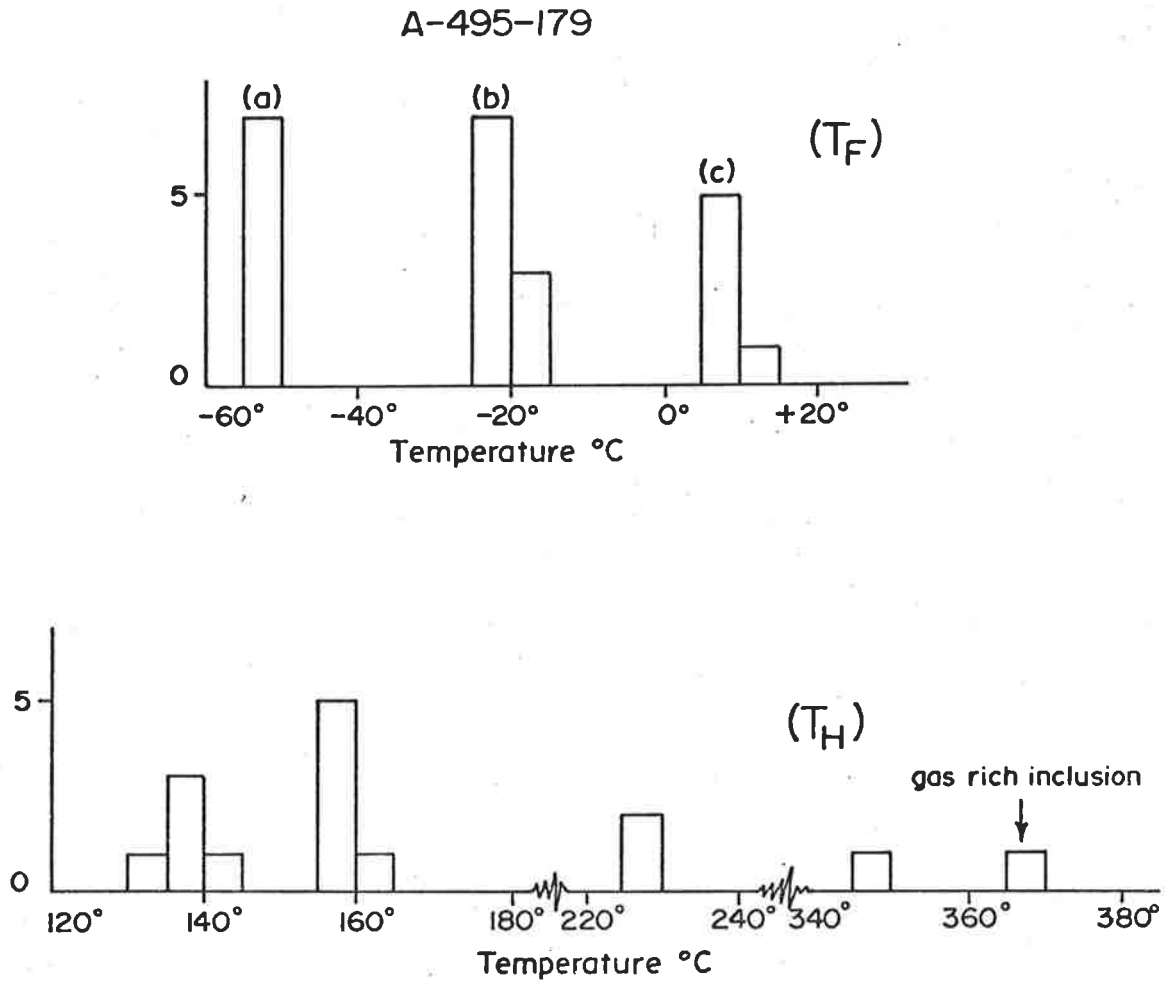 A-495-179
(a) (b) (c) (TF)
5
0
-60° -40° -20° 0° +20°
Temperature °C
5
(TH)
gas rich inclusion
0
120° 140° 160° 180° 220° 240° 340° 360° 380°
Temperature °C